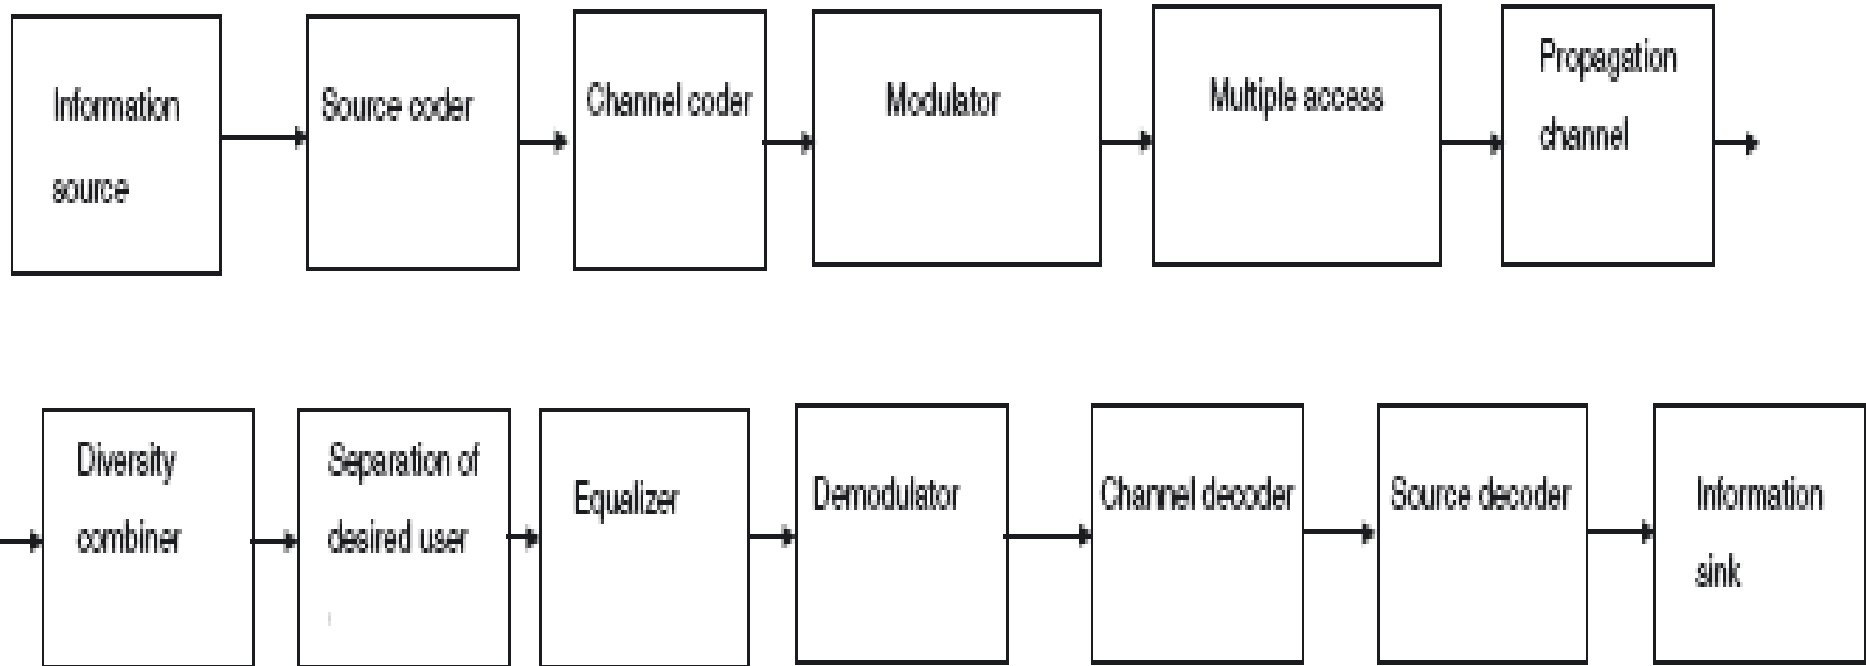 Information
source
Source coder
Channel coder
Modulator
Multiple access
Propagation
channel
Diversity
combiner
Separation of
desired user
Equalizer
Demodulator
Channel decoder
Source decoder
Information
sink